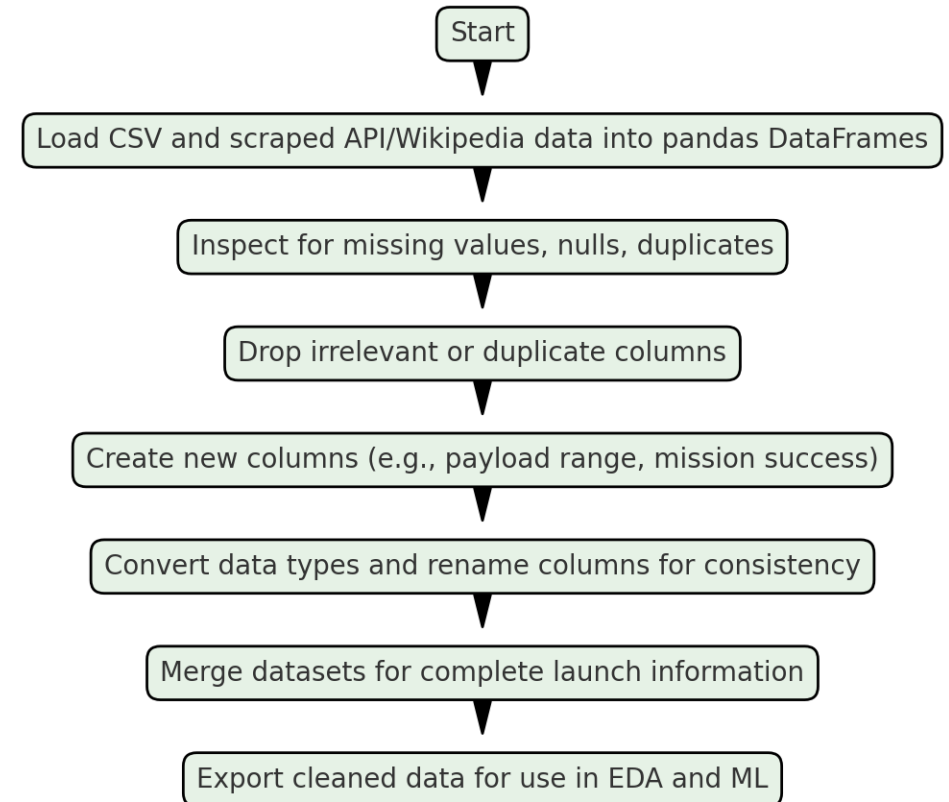 Start
Load CSV and scraped API/Wikipedia data into pandas DataFrames
Inspect for missing values, nulls, duplicates
Drop irrelevant or duplicate columns
Create new columns (e.g., payload range, mission success)
Convert data types and rename columns for consistency
Merge datasets for complete launch information
Export cleaned data for use in EDA and ML